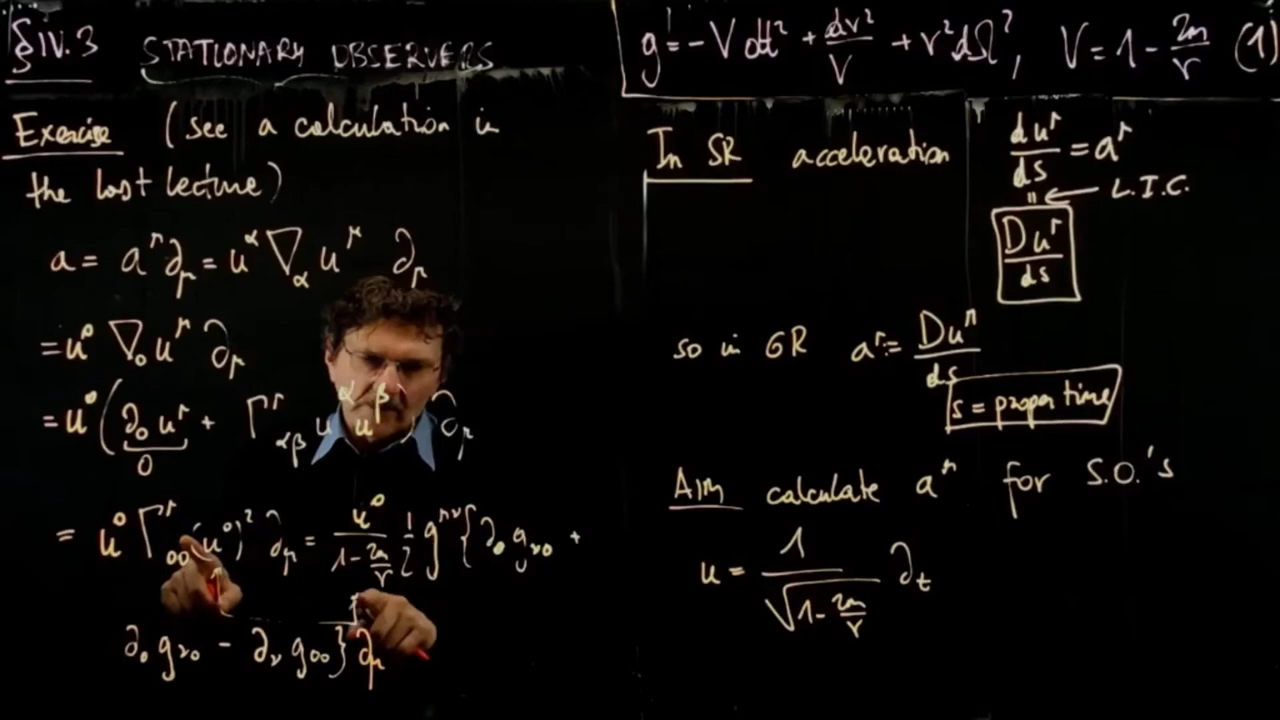 §IV.3 STATIONARY OBSERVERS
Exercise (see a calculation in
the last lecture)
a = a^μ ∂_μ = u^α ∇_α u^μ ∂_μ
= u^0 ∇_0 u^μ ∂_μ
= u^0 (∂_0 u^μ + Γ^μ_αβ u^α u^β) ∂_μ
0
= u^0 Γ^μ_00 (u^0)^2 ∂_μ = u^0/(1-2m/r) 1/2 g^μν {∂_0 g_ν0 +
∂_0 g_ν0 - ∂_ν g_00} ∂_μ
g = -V dt² + dr²/V + r²dΩ², V = 1 - 2m/r (1)
In SR acceleration du^μ/ds = a^μ
= ← L.I.C.
Du^μ/ds
so in GR a^μ := Du^μ/ds
s = proper time
Aim calculate a^μ for S.O.'s
u = 1/√(1-2m/r) ∂_t